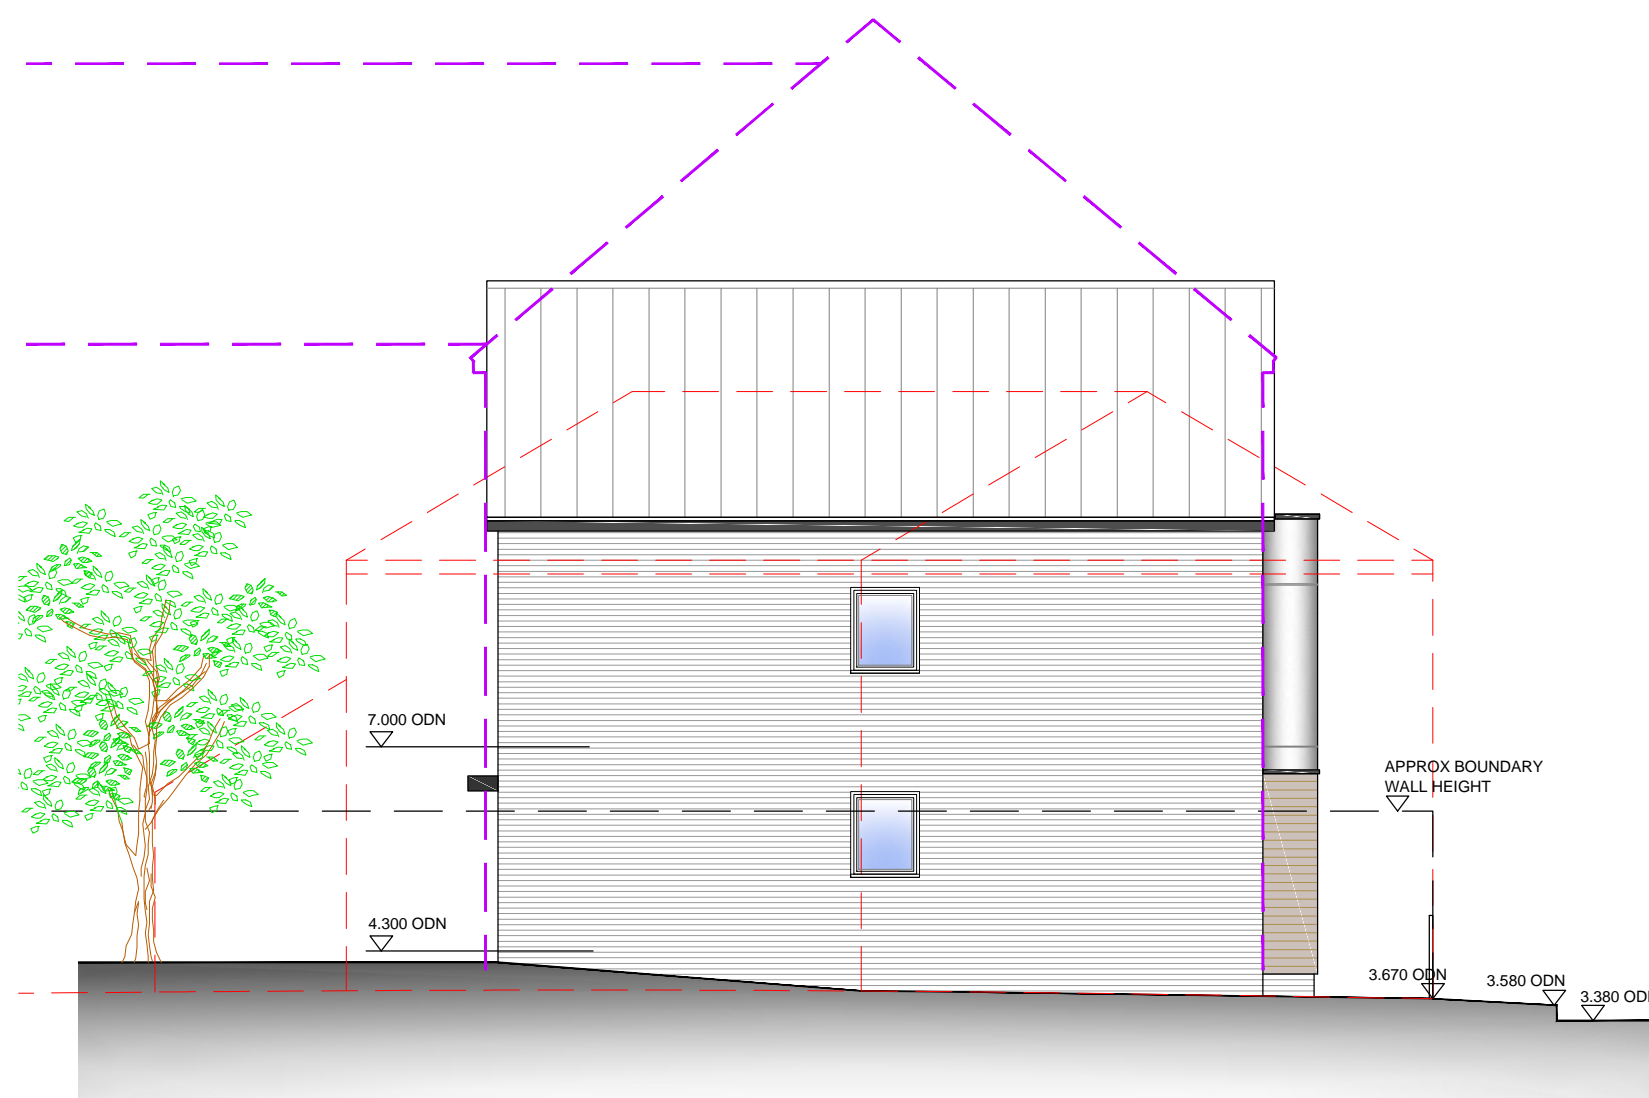 7.000 ODN
APPROX BOUNDARY
WALL HEIGHT
4.300 ODN
3.670 ODN
3.580 ODN
3.380 OD